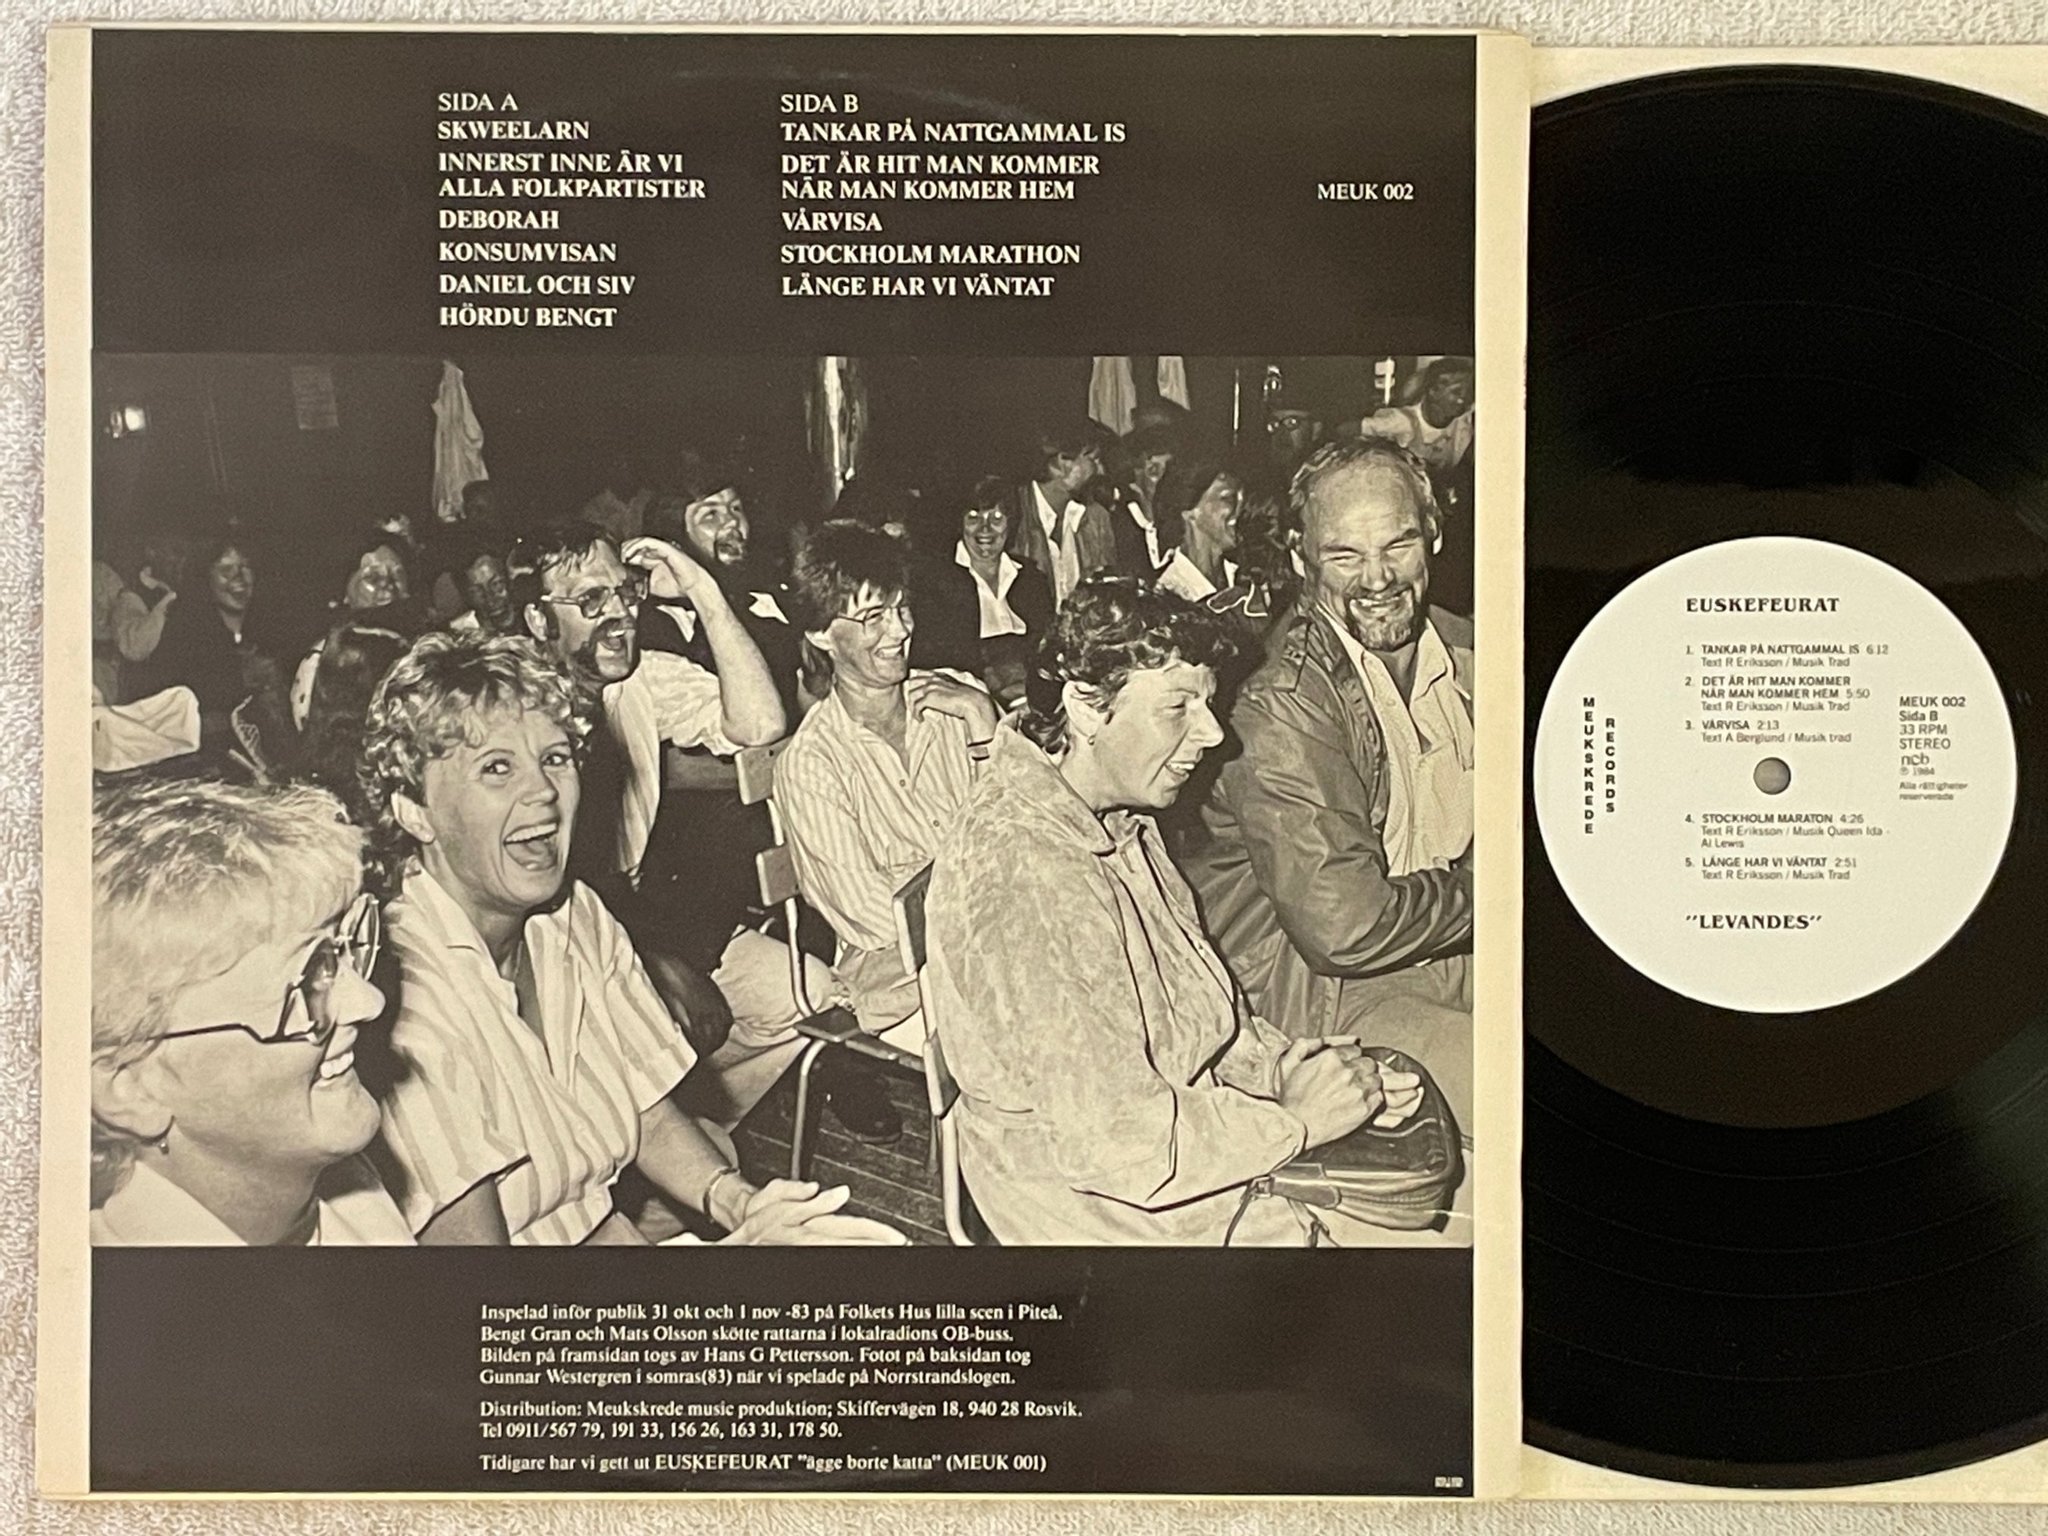 SIDA A
SKWEELARN
INNERST INNE ÄR VI
ALLA FOLKPARTISTER
DEBORAH
KONSUMVISAN
DANIEL OCH SIV
HÖRDU BENGT
SIDA B
TANKAR PÅ NATTGAMMAL IS
DET ÄR HIT MAN KOMMER
NÄR MAN KOMMER HEM
VÅRVISA
STOCKHOLM MARATHON
LÄNGE HAR VI VÄNTAT
MEUK 002
Inspelad inför publik 31 okt och 1 nov -83 på Folkets Hus lilla scen i Piteå.
Bengt Gran och Mats Olsson skötte rattarna i lokalradions OB-buss.
Bilden på framsidan togs av Hans G Pettersson. Fotot på baksidan tog
Gunnar Westergren i somras(83) när vi spelade på Norrstrandslogen.
Distribution: Meukskrede music produktion; Skiffervägen 18, 940 28 Rosvik.
Tel 0911/567 79, 191 33, 156 26, 163 31, 178 50.
Tidigare har vi gett ut EUSKEFEURAT "ägge borte katta" (MEUK 001)
EUSKEFEURAT
1. TANKAR PÅ NATTGAMMAL IS 6:12
Text R Eriksson / Musik Trad
2. DET ÄR HIT MAN KOMMER
NÄR MAN KOMMER HEM 5:50
Text R Eriksson / Musik Trad
3. VÅRVISA 2:13
Text A Berglund / Musik trad
MEUKSKREDE
RECORDS
MEUK 002
Sida B
33 RPM
STEREO
ncb
℗ 1984
Alla rättigheter
reserverade
4. STOCKHOLM MARATON 4:26
Text R Eriksson / Musik Queen Ida -
Al Lewis
5. LÄNGE HAR VI VÄNTAT 2:51
Text R Eriksson / Musik Trad
"LEVANDES"